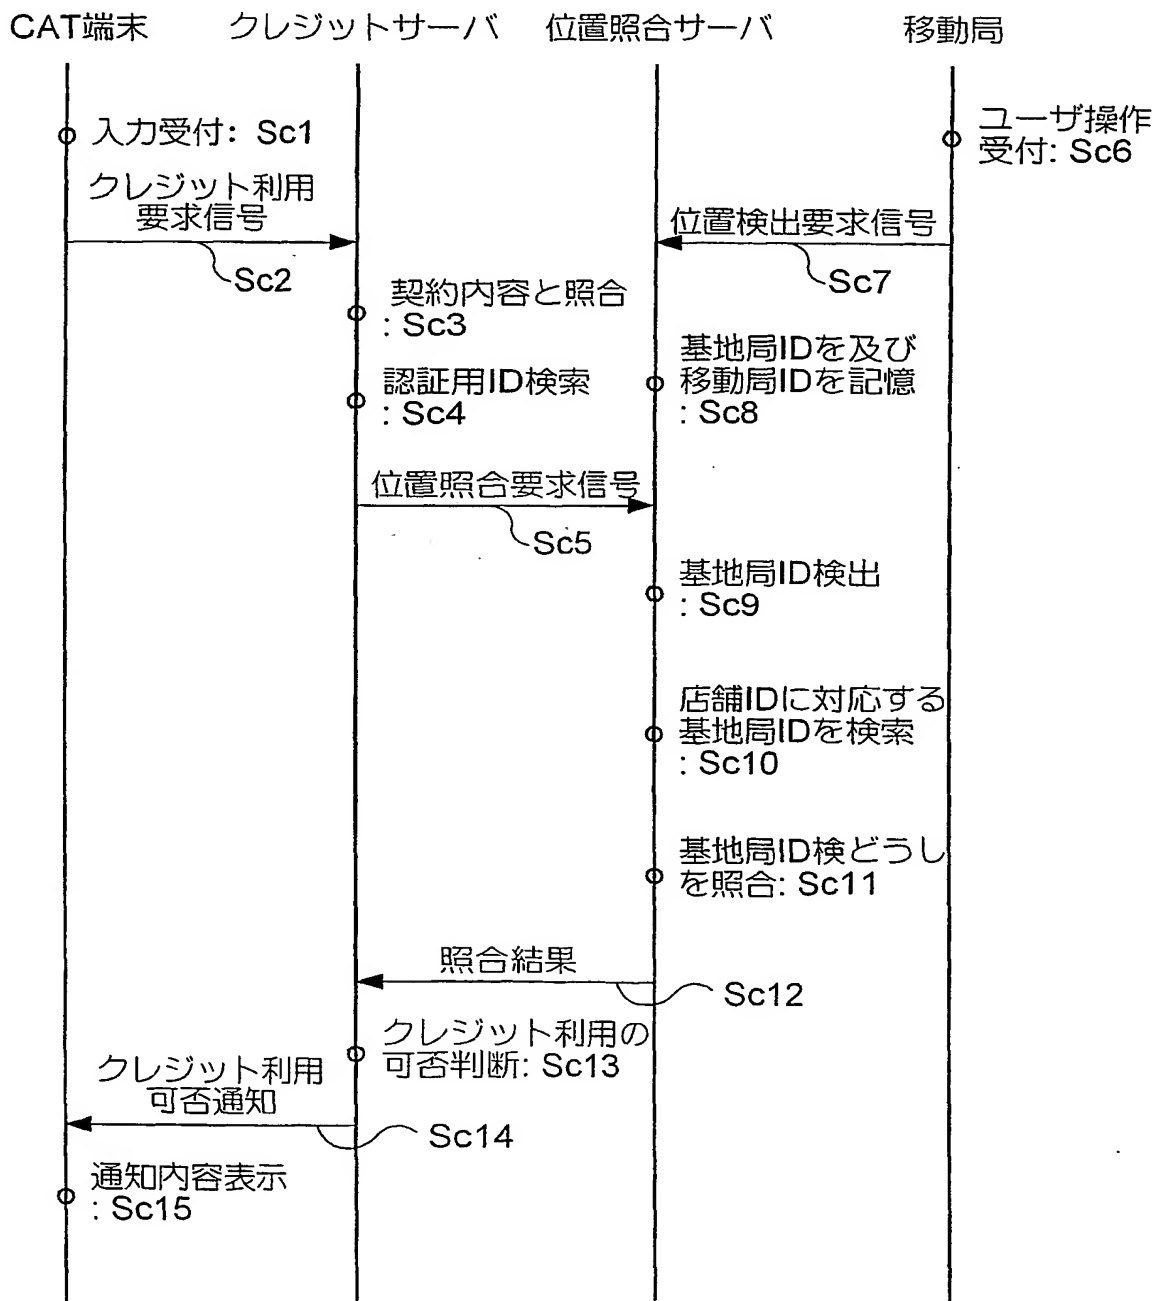 CAT端末
クレジットサーバ
位置照合サーバ
移動局
入力受付: Sc1
ユーザ操作
受付: Sc6
クレジット利用
要求信号
Sc2
位置検出要求信号
Sc7
契約内容と照合
: Sc3
基地局IDを及び
移動局IDを記憶
: Sc8
認証用ID検索
: Sc4
位置照合要求信号
Sc5
基地局ID検出
: Sc9
店舗IDに対応する
基地局IDを検索
: Sc10
基地局ID検どうし
を照合: Sc11
照合結果
Sc12
クレジット利用の
可否判断: Sc13
クレジット利用
可否通知
Sc14
通知内容表示
: Sc15